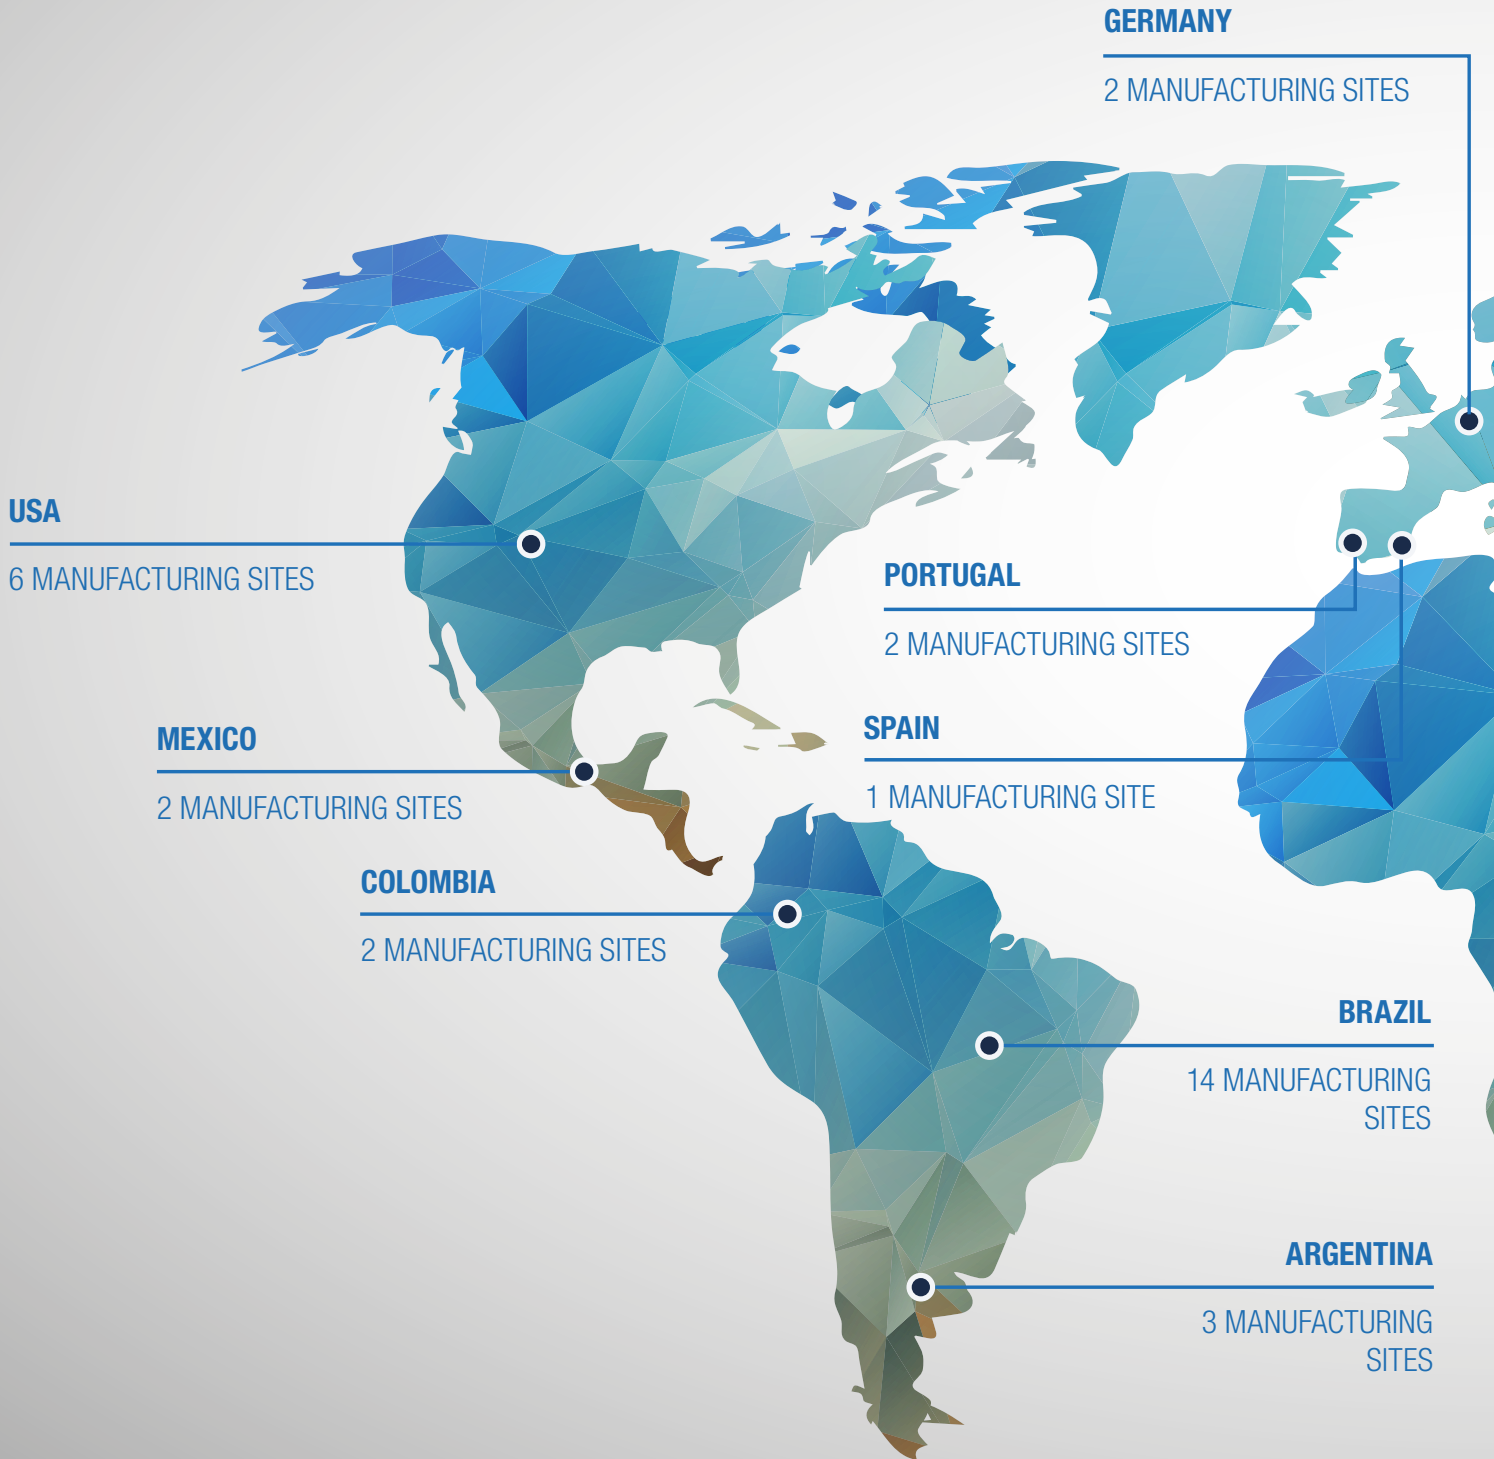 GERMANY
2 MANUFACTURING SITES
USA
6 MANUFACTURING SITES
PORTUGAL
2 MANUFACTURING SITES
SPAIN
1 MANUFACTURING SITE
MEXICO
2 MANUFACTURING SITES
COLOMBIA
2 MANUFACTURING SITES
BRAZIL
14 MANUFACTURING
SITES
ARGENTINA
3 MANUFACTURING
SITES